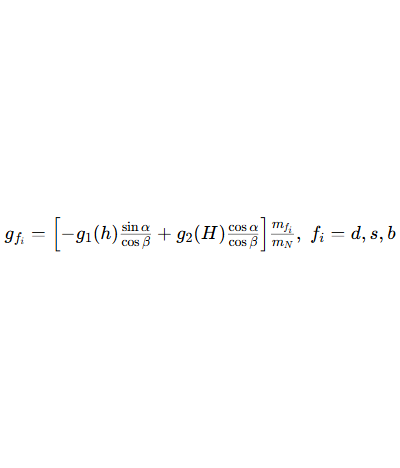 $g_{f_i} = \left[ -g_1(h) \frac{\sin \alpha}{\cos \beta} + g_2(H) \frac{\cos \alpha}{\cos \beta} \right] \frac{m_{f_i}}{m_N}, \; f_i = d, s, b$